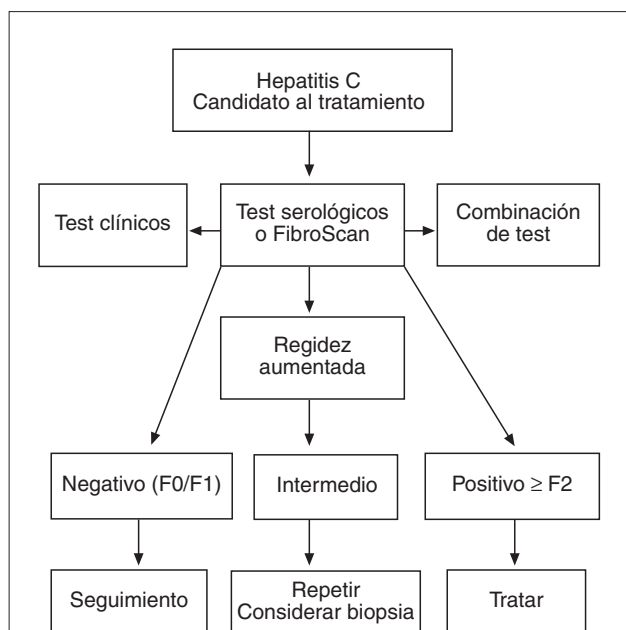 Hepatitis C
Candidato al tratamiento
Test clínicos
Test serológicos
o FibroScan
Combinación
de test
Regidez
aumentada
Negativo (F0/F1)
Intermedio
Positivo ≥ F2
Seguimiento
Repetir
Considerar biopsia
Tratar